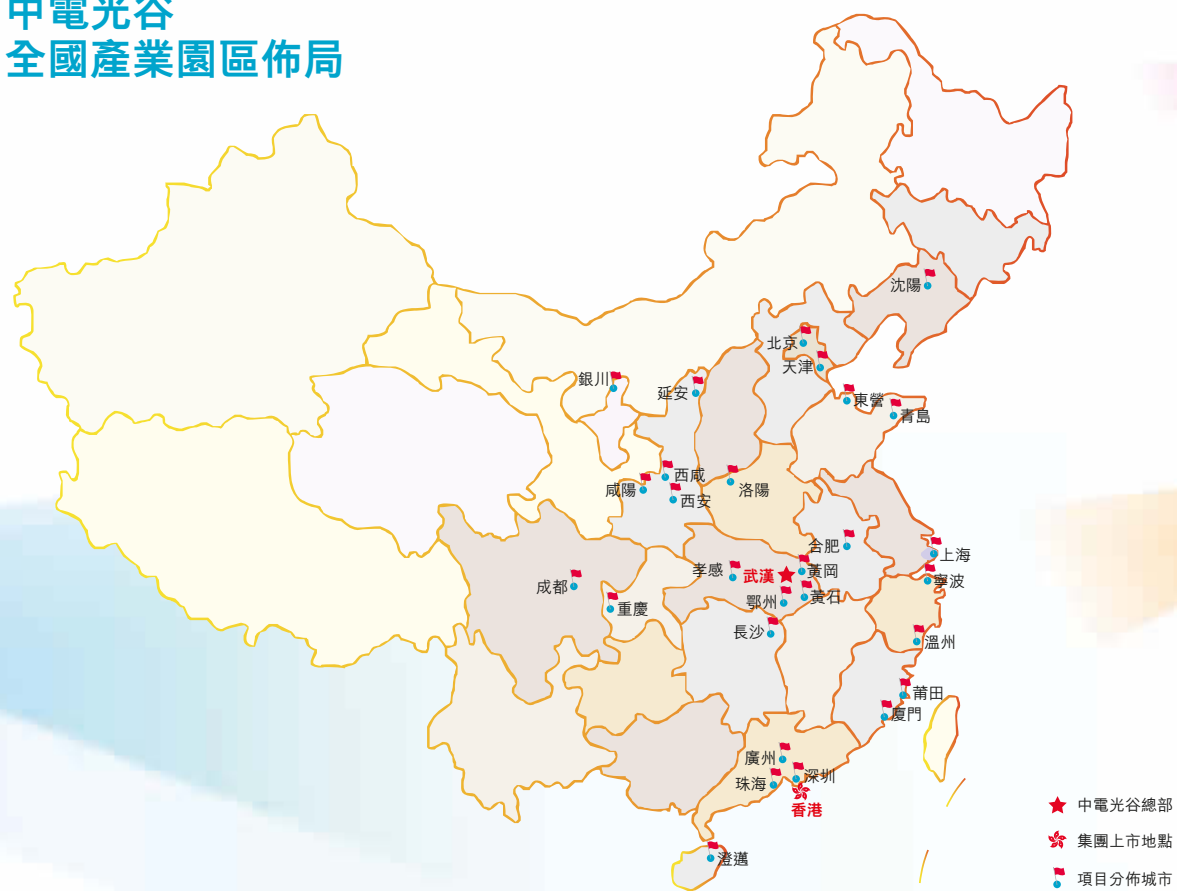 中電光谷
全國產業園區佈局
沈陽
北京
天津
銀川
延安
東營
青島
西咸
咸陽
西安
洛陽
合肥
上海
孝感
武漢
黃岡
寧波
成都
重慶
鄂州
黃石
長沙
溫州
莆田
廈門
廣州
深圳
珠海
香港
澄邁
中電光谷總部
集團上市地點
項目分佈城市